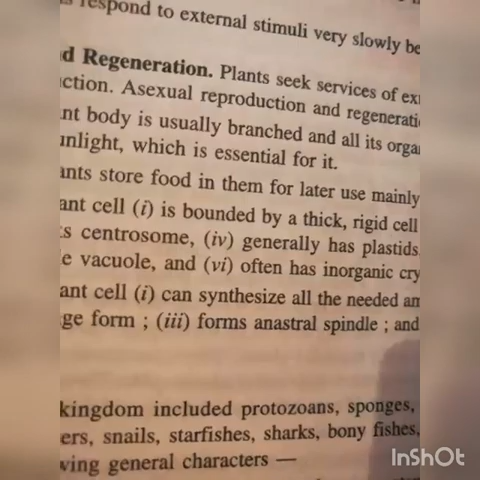 respond to external stimuli very slowly be
d Regeneration. Plants seek services of
ction. Asexual reproduction and regenerati
nt body is usually branched and all its orga
nlight, which is essential for it.
ants store food in them for later use mainly
ant cell (i) is bounded by a thick, rigid cell
s centrosome, (iv) generally has plastids
e vacuole, and (vi) often has inorganic cry
ant cell (i) can synthesize all the needed am
ge form ; (iii) forms anastral spindle ; and
kingdom included protozoans, sponges,
ers, snails, starfishes, sharks, bony fishes,
wing general characters —
InShOt